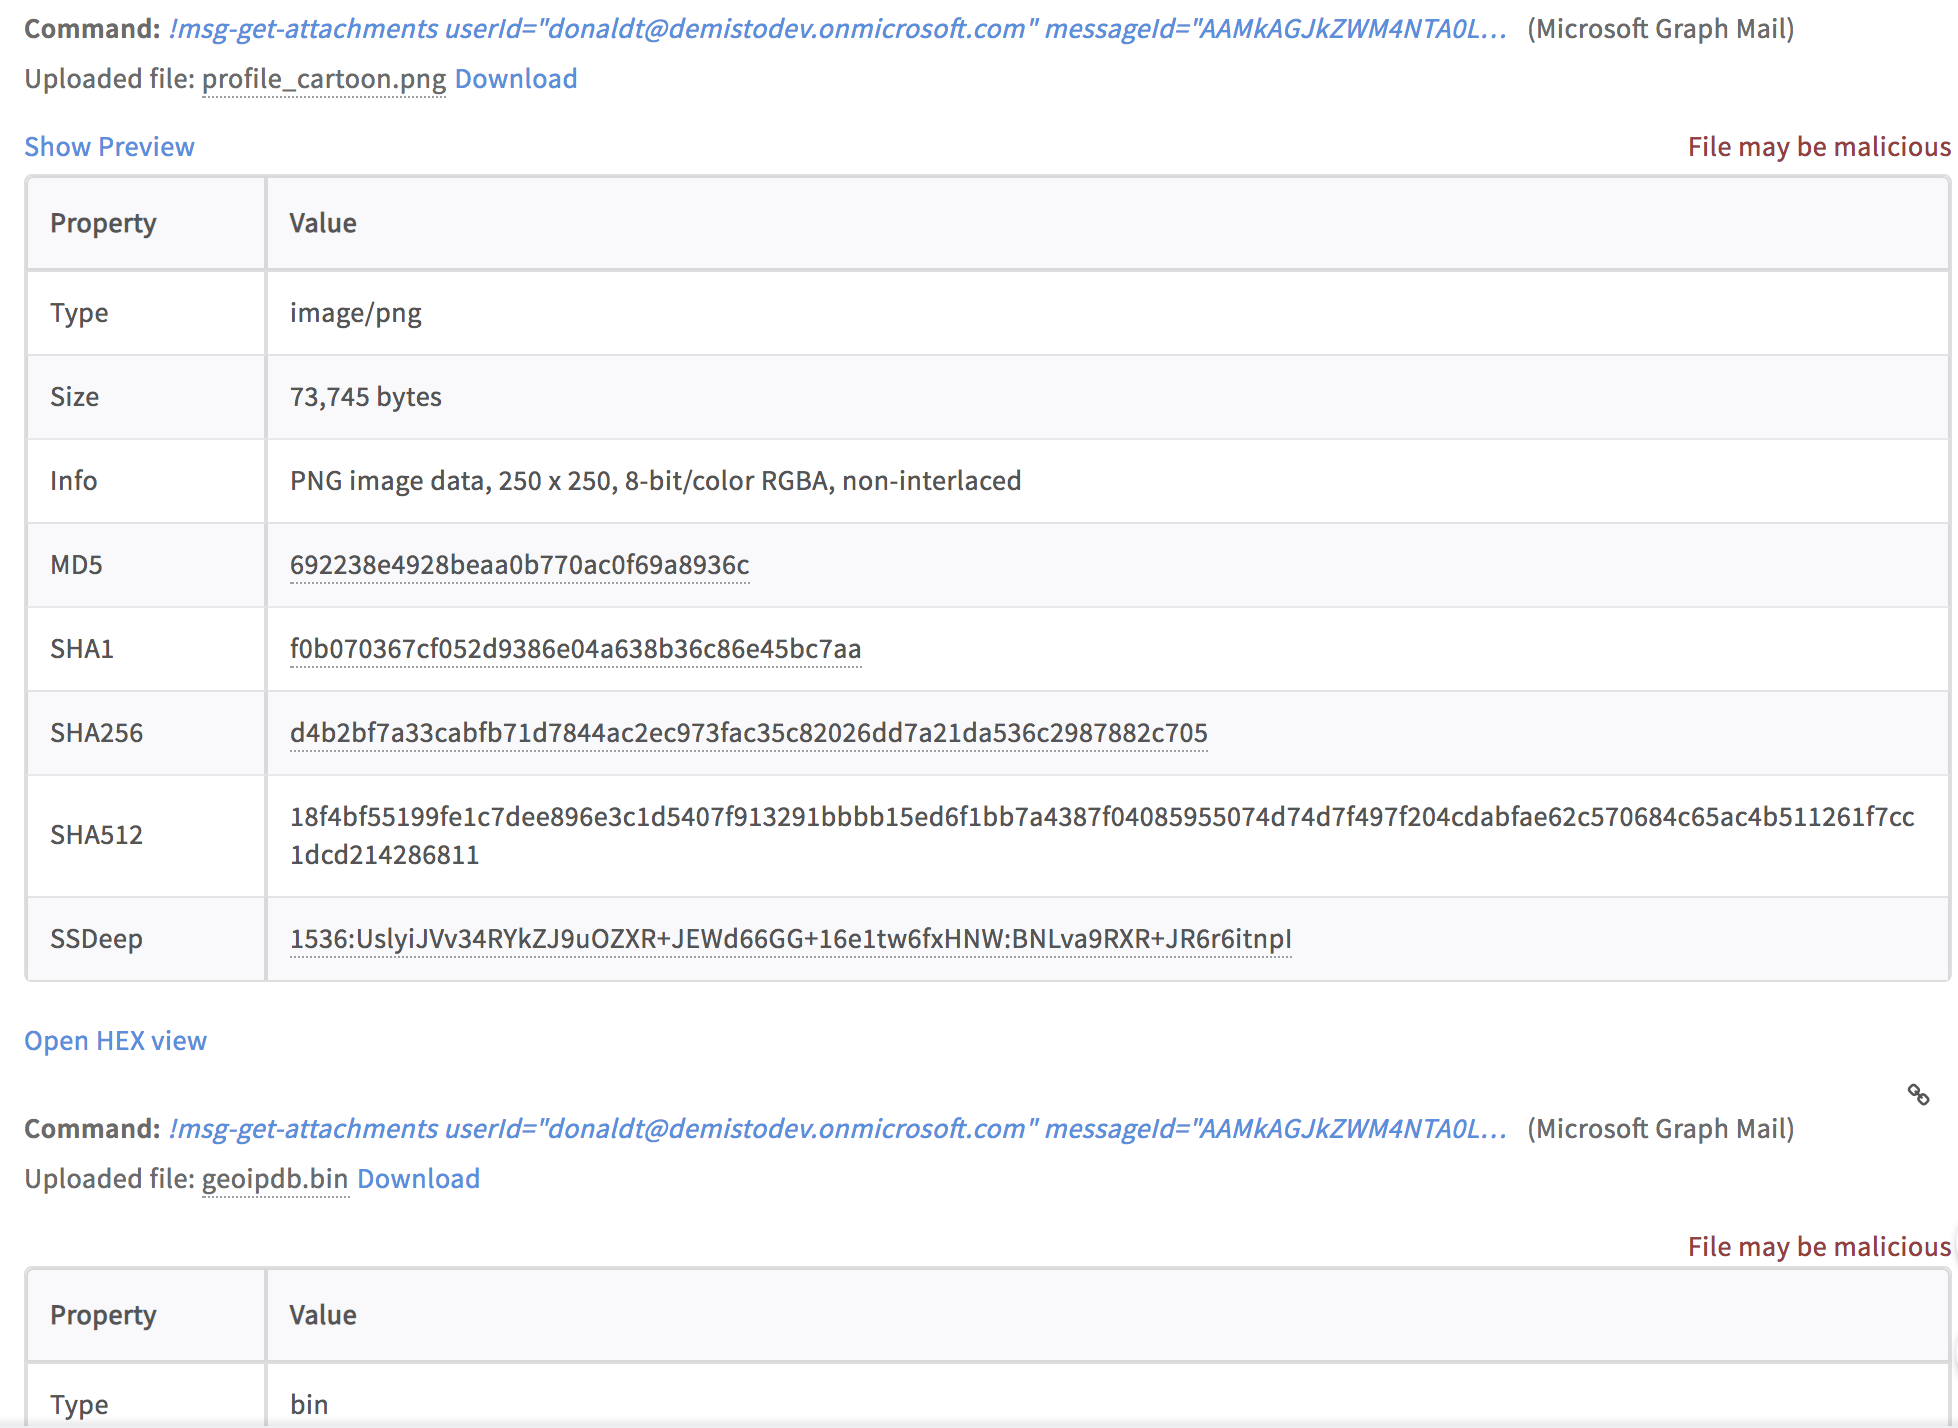 Command: !msg-get-attachments userId="donaldt@demistodev.onmicrosoft.com" messageId="AAMkAGJkZWM4NTA0L... (Microsoft Graph Mail)
Uploaded file: profile_cartoon.png Download
Show Preview File may be malicious
Property Value
Type image/png
Size 73,745 bytes
Info PNG image data, 250 x 250, 8-bit/color RGBA, non-interlaced
MD5 692238e4928beaa0b770ac0f69a8936c
SHA1 f0b070367cf052d9386e04a638b36c86e45bc7aa
SHA256 d4b2bf7a33cabfb71d7844ac2ec973fac35c82026dd7a21da536c2987882c705
SHA512 18f4bf55199fe1c7dee896e3c1d5407f913291bbbb15ed6f1bb7a4387f04085955074d74d7f497f204cdabfae62c570684c65ac4b511261f7cc
1dcd214286811
SSDeep 1536:UslyiJVv34RYkZJ9uOZXR+JEWd66GG+16e1tw6fxHNW:BNLva9RXR+JR6r6itnpI
Open HEX view
Command: !msg-get-attachments userId="donaldt@demistodev.onmicrosoft.com" messageId="AAMkAGJkZWM4NTA0L... (Microsoft Graph Mail)
Uploaded file: geoipdb.bin Download
File may be malicious
Property Value
Type bin